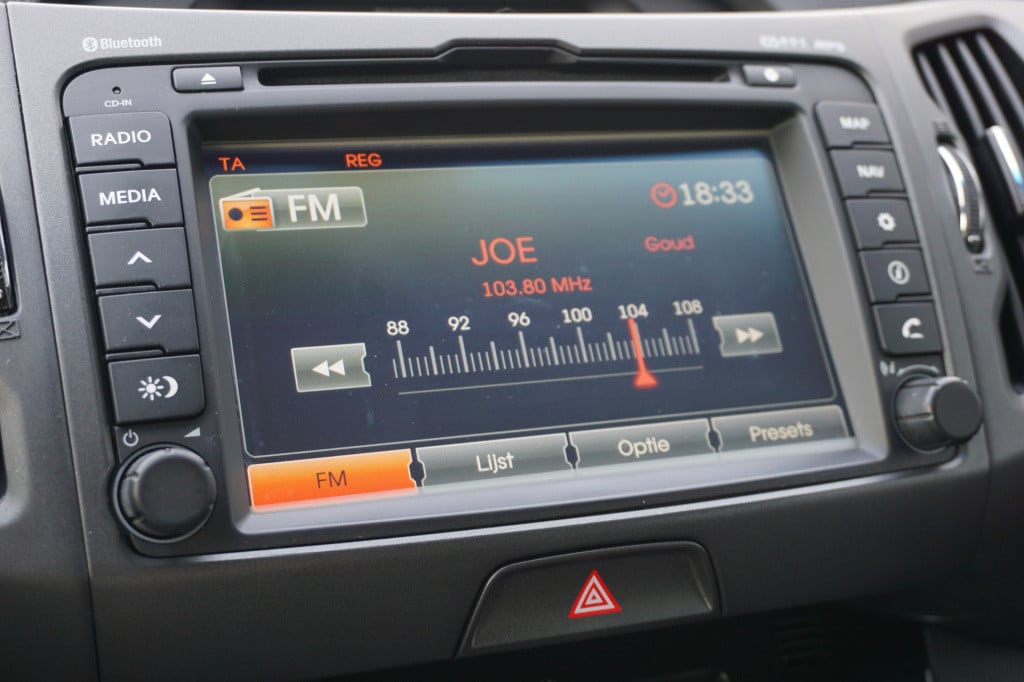 Bluetooth
CD-IN
RADIO
MEDIA
MAP
NAV
TA REG
FM
18:33
JOE
Goud
103.80 MHz
88 92 96 100 104 108
FM Lijst Optie Presets